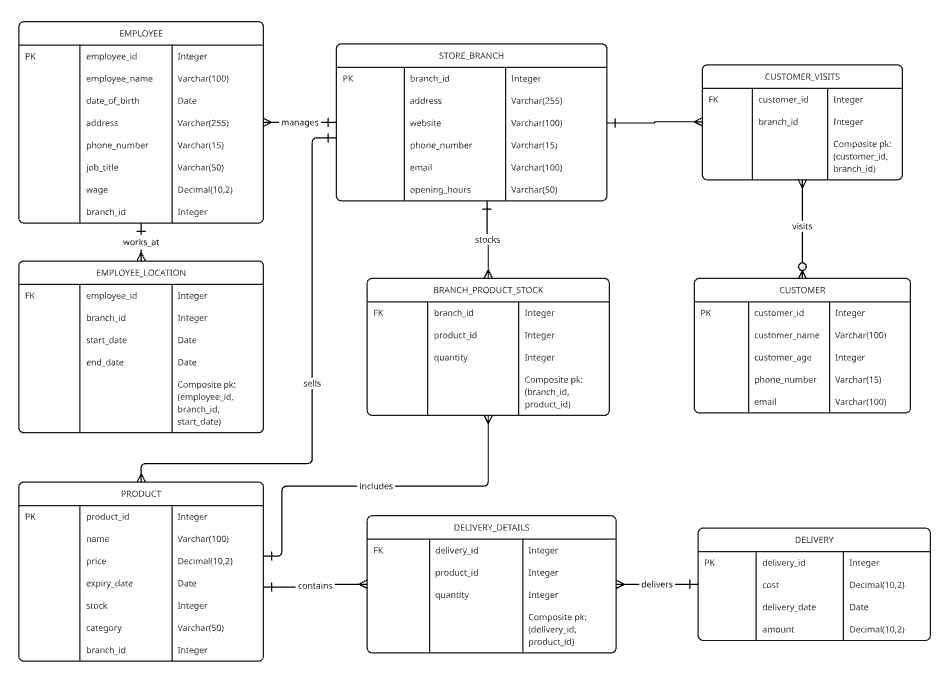 EMPLOYEE
PK employee_id Integer
employee_name Varchar(100)
date_of_birth Date
address Varchar(255)
phone_number Varchar(15)
job_title Varchar(50)
wage Decimal(10,2)
branch_id Integer
manages
STORE_BRANCH
PK branch_id Integer
address Varchar(255)
website Varchar(100)
phone_number Varchar(15)
email Varchar(100)
opening_hours Varchar(50)
CUSTOMER_VISITS
FK customer_id Integer
branch_id Integer
Composite pk:
(customer_id,
branch_id)
works_at
stocks
visits
EMPLOYEE_LOCATION
FK employee_id Integer
branch_id Integer
start_date Date
end_date Date
Composite pk:
(employee_id,
branch_id,
start_date)
sells
BRANCH_PRODUCT_STOCK
FK branch_id Integer
product_id Integer
quantity Integer
Composite pk:
(branch_id,
product_id)
CUSTOMER
PK customer_id Integer
customer_name Varchar(100)
customer_age Integer
phone_number Varchar(15)
email Varchar(100)
includes
PRODUCT
PK product_id Integer
name Varchar(100)
price Decimal(10,2)
expiry_date Date
stock Integer
category Varchar(50)
branch_id Integer
contains
DELIVERY_DETAILS
FK delivery_id Integer
product_id Integer
quantity Integer
Composite pk:
(delivery_id,
product_id)
delivers
DELIVERY
PK delivery_id Integer
cost Decimal(10,2)
delivery_date Date
amount Decimal(10,2)